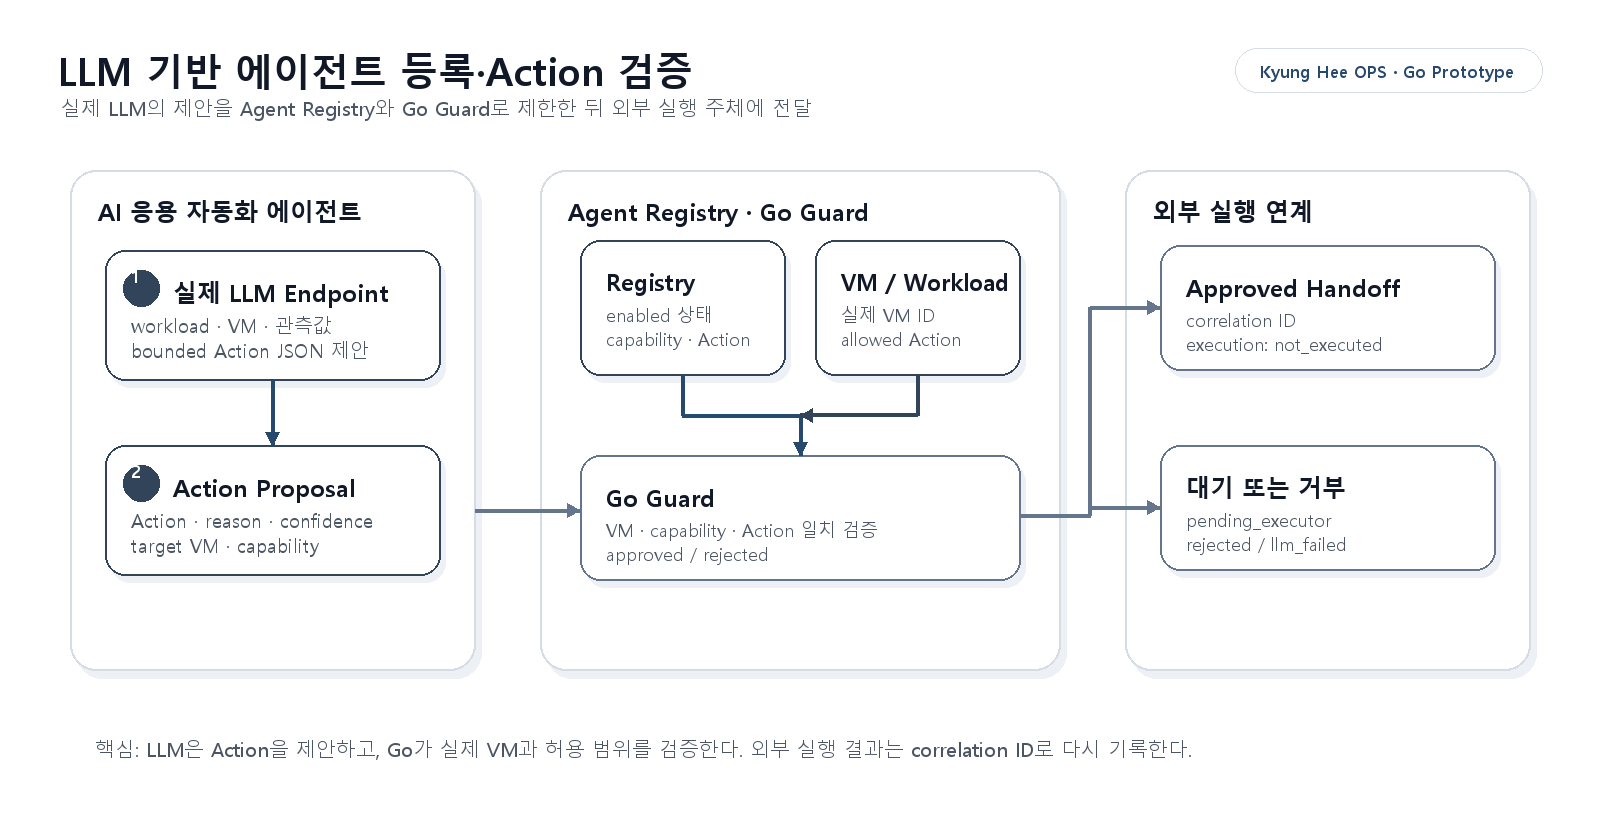 LLM 기반 에이전트 등록·Action 검증
실제 LLM의 제안을 Agent Registry와 Go Guard로 제한한 뒤 외부 실행 주체에 전달
Kyung Hee OPS · Go Prototype
AI 응용 자동화 에이전트
1
실제 LLM Endpoint
workload · VM · 관측값
bounded Action JSON 제안
2
Action Proposal
Action · reason · confidence
target VM · capability
Agent Registry · Go Guard
Registry
enabled 상태
capability · Action
VM / Workload
실제 VM ID
allowed Action
Go Guard
VM · capability · Action 일치 검증
approved / rejected
외부 실행 연계
Approved Handoff
correlation ID
execution: not_executed
대기 또는 거부
pending_executor
rejected / llm_failed
핵심: LLM은 Action을 제안하고, Go가 실제 VM과 허용 범위를 검증한다. 외부 실행 결과는 correlation ID로 다시 기록한다.